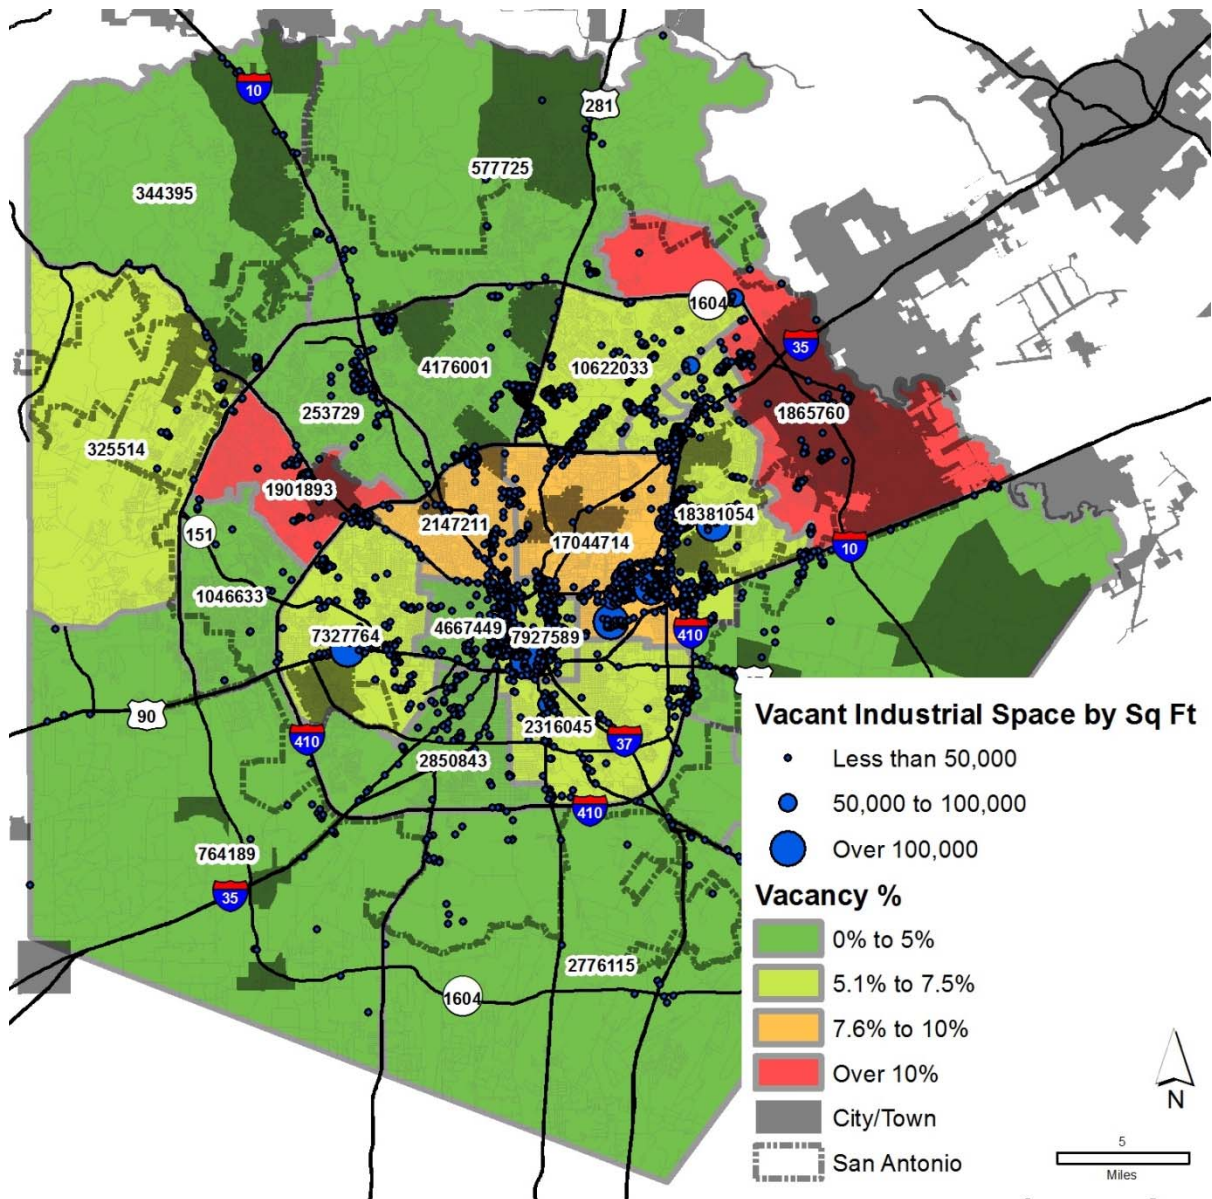 10
281
577725
344395
1604
35
4176001
10622033
253729
1865760
325514
1901893
2147211
18381054
151
17044714
10
1046633
7327764
4667449
7927589
410
90
2316045
410
37
2850843
410
764189
35
2776115
1604
Vacant Industrial Space by Sq Ft
Less than 50,000
50,000 to 100,000
Over 100,000
Vacancy %
0% to 5%
5.1% to 7.5%
7.6% to 10%
Over 10%
City/Town
San Antonio
N
5
Miles